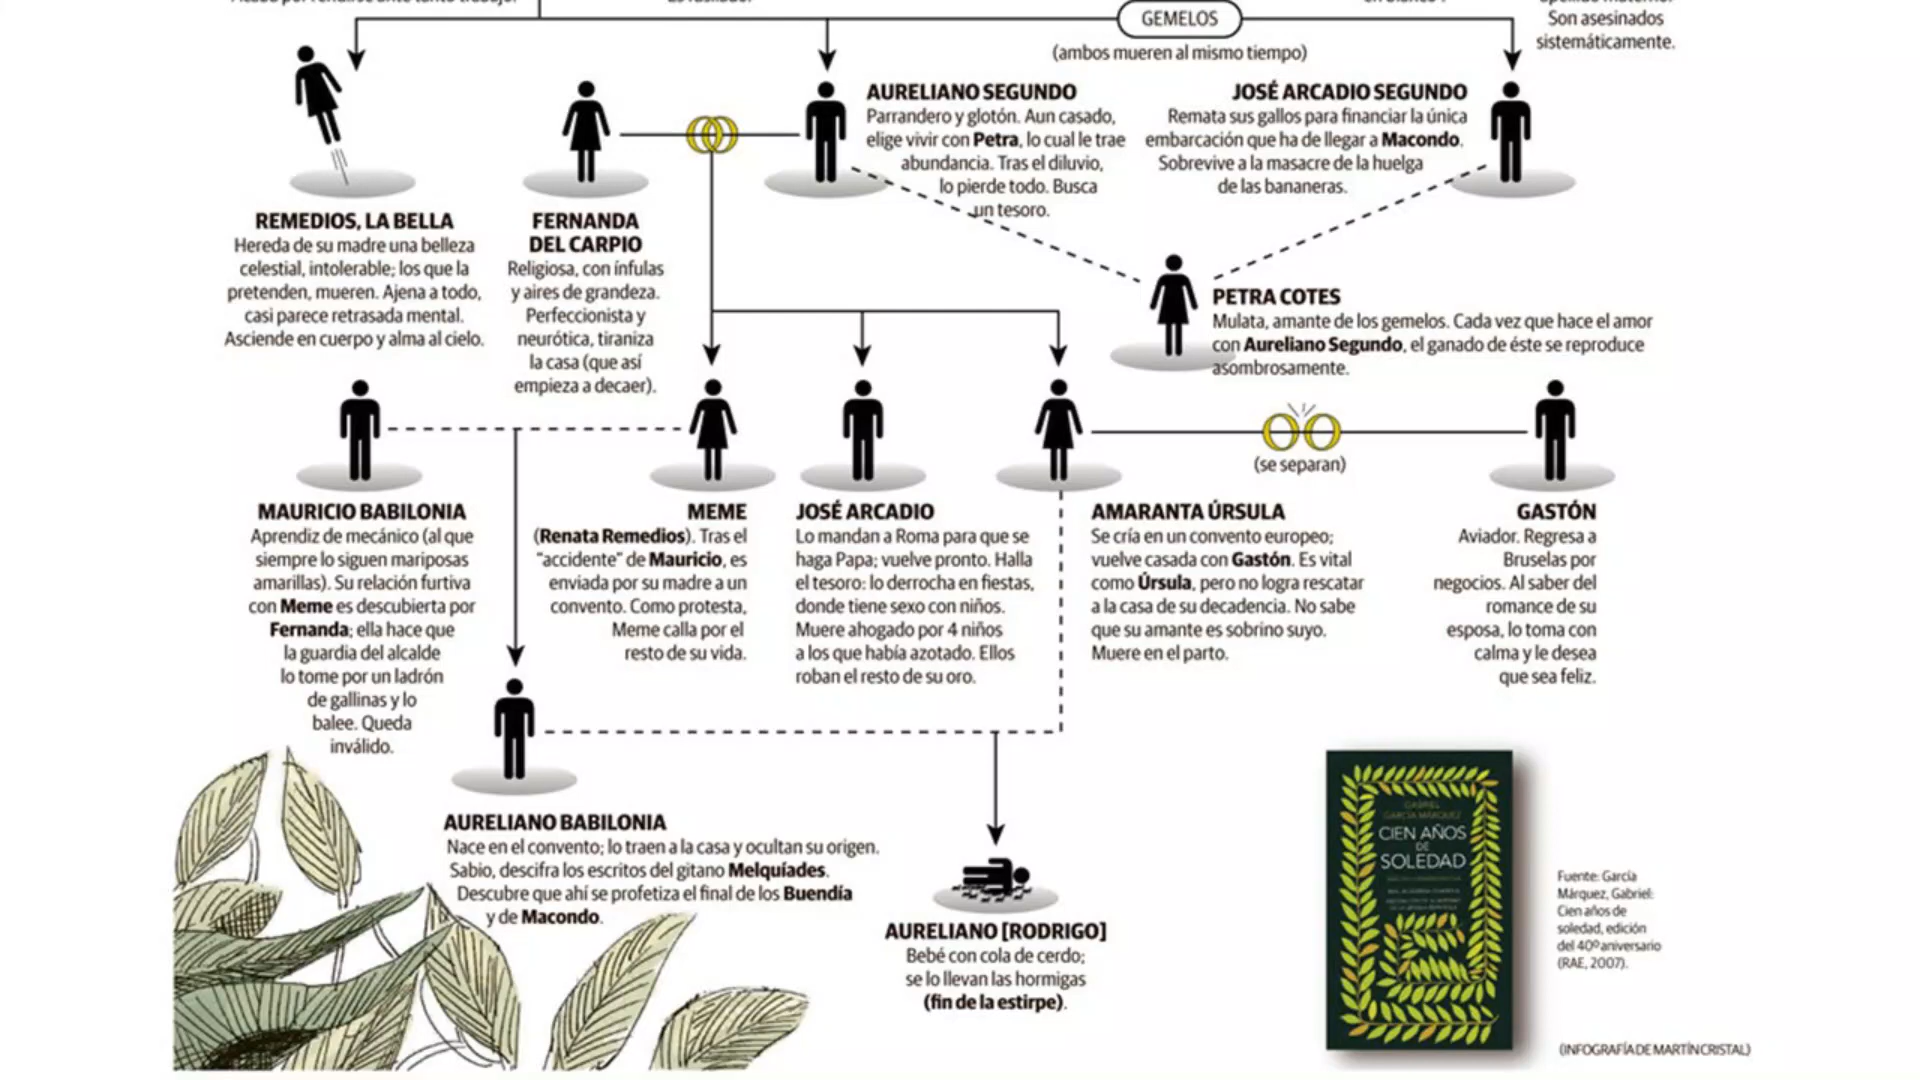 GEMELOS
(ambos mueren al mismo tiempo)
Son asesinados
sistemáticamente.
REMEDIOS, LA BELLA
Hereda de su madre una belleza
celestial, intolerable; los que la
pretenden, mueren. Ajena a todo,
casi parece retrasada mental.
Asciende en cuerpo y alma al cielo.
FERNANDA
DEL CARPIO
Religiosa, con ínfulas
y aires de grandeza.
Perfeccionista y
neurótica, tiraniza
la casa (que así
empieza a decaer).
AURELIANO SEGUNDO
Parrandero y glotón. Aun casado,
elige vivir con Petra, lo cual le trae
abundancia. Tras el diluvio,
lo pierde todo. Busca
un tesoro.
JOSÉ ARCADIO SEGUNDO
Remata sus gallos para financiar la única
embarcación que ha de llegar a Macondo.
Sobrevive a la masacre de la huelga
de las bananeras.
PETRA COTES
Mulata, amante de los gemelos. Cada vez que hace el amor
con Aureliano Segundo, el ganado de éste se reproduce
asombrosamente.
(se separan)
MAURICIO BABILONIA
Aprendiz de mecánico (al que
siempre lo siguen mariposas
amarillas). Su relación furtiva
con Meme es descubierta por
Fernanda; ella hace que
la guardia del alcalde
lo tome por un ladrón
de gallinas y lo
balee. Queda
inválido.
MEME
(Renata Remedios). Tras el
"accidente" de Mauricio, es
enviada por su madre a un
convento. Como protesta,
Meme calla por el
resto de su vida.
JOSÉ ARCADIO
Lo mandan a Roma para que se
haga Papa; vuelve pronto. Halla
el tesoro: lo derrocha en fiestas,
donde tiene sexo con niños.
Muere ahogado por 4 niños
a los que había azotado. Ellos
roban el resto de su oro.
AMARANTA ÚRSULA
Se cría en un convento europeo;
vuelve casada con Gastón. Es vital
como Úrsula, pero no logra rescatar
a la casa de su decadencia. No sabe
que su amante es sobrino suyo.
Muere en el parto.
GASTÓN
Aviador. Regresa a
Bruselas por
negocios. Al saber del
romance de su
esposa, lo toma con
calma y le desea
que sea feliz.
AURELIANO BABILONIA
Nace en el convento; lo traen a la casa y ocultan su origen.
Sabio, descifra los escritos del gitano Melquíades.
Descubre que ahí se profetiza el final de los Buendía
y de Macondo.
AURELIANO [RODRIGO]
Bebé con cola de cerdo;
se lo llevan las hormigas
(fin de la estirpe).
GABRIEL
GARCÍA MÁRQUEZ
CIEN AÑOS
DE
SOLEDAD
Fuente: García
Márquez, Gabriel:
Cien años de
soledad, edición
del 40º aniversario
(RAE, 2007).
(INFOGRAFÍA DE MARTÍN CRISTAL)